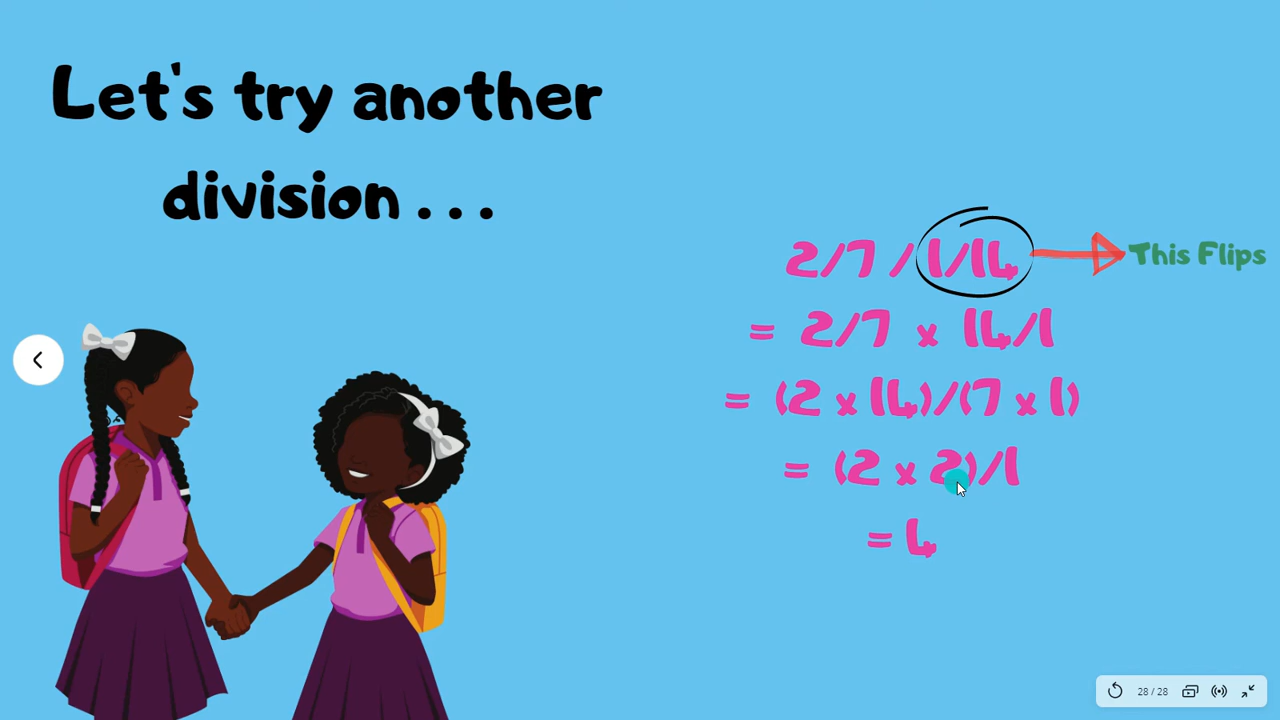 Let's try another
division . . .
2/7 / 1/14
This Flips
= 2/7 x 14/1
= (2 x 14)/(7 x 1)
= (2 x 2)/1
= 4
28 / 28